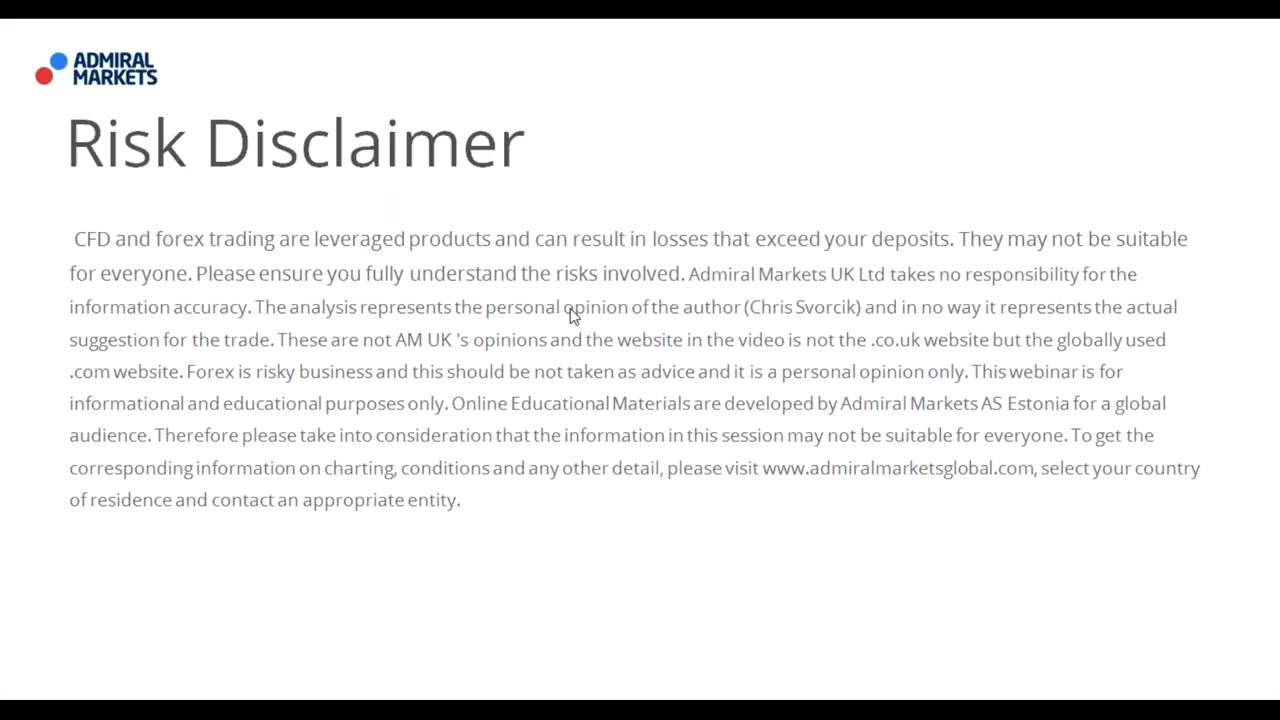 ADMIRAL
MARKETS
Risk Disclaimer
CFD and forex trading are leveraged products and can result in losses that exceed your deposits. They may not be suitable
for everyone. Please ensure you fully understand the risks involved. Admiral Markets UK Ltd takes no responsibility for the
information accuracy. The analysis represents the personal opinion of the author (Chris Svorcik) and in no way it represents the actual
suggestion for the trade. These are not AM UK 's opinions and the website in the video is not the .co.uk website but the globally used
.com website. Forex is risky business and this should be not taken as advice and it is a personal opinion only. This webinar is for
informational and educational purposes only. Online Educational Materials are developed by Admiral Markets AS Estonia for a global
audience. Therefore please take into consideration that the information in this session may not be suitable for everyone. To get the
corresponding information on charting, conditions and any other detail, please visit www.admiralmarketsglobal.com, select your country
of residence and contact an appropriate entity.